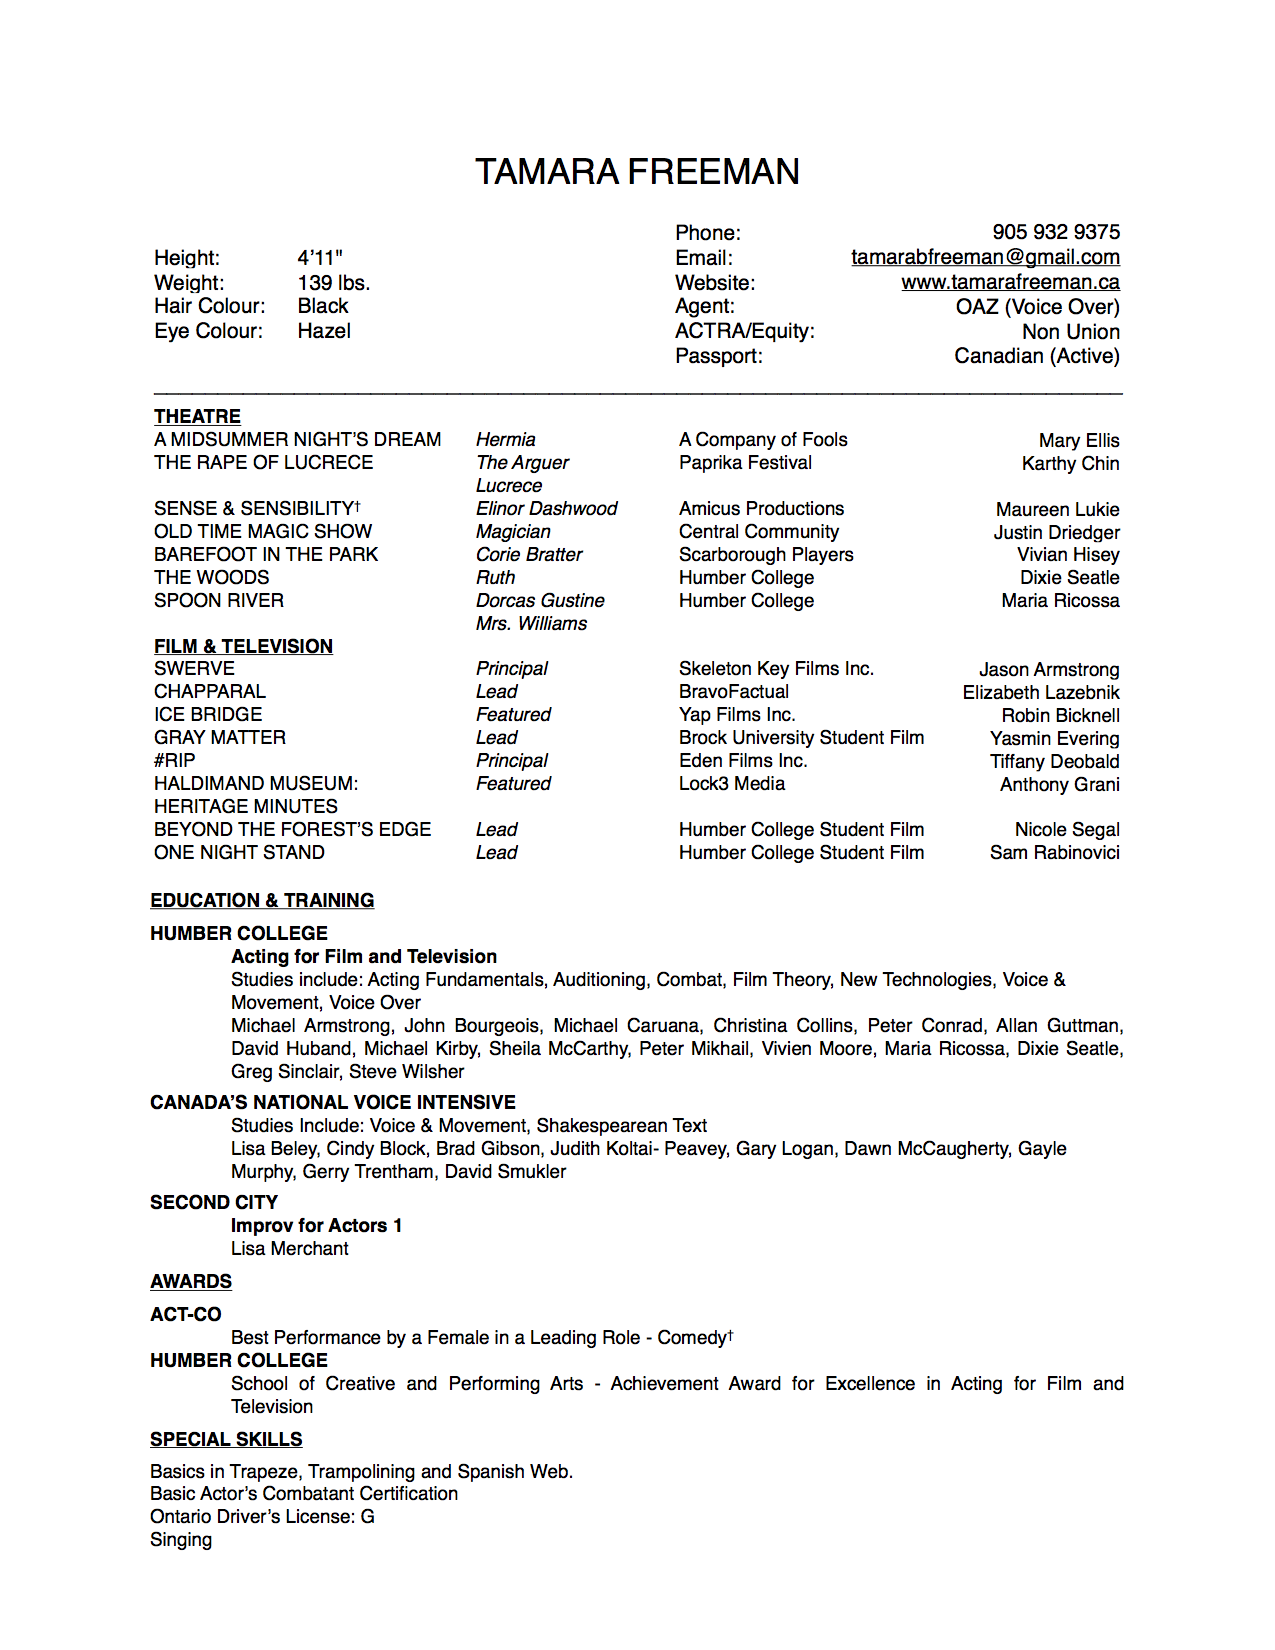 TAMARA FREEMAN
Phone: 905 932 9375
Height: 4’11" Email: tamarabfreeman@gmail.com
Weight: 139 lbs. Website: www.tamarafreeman.ca
Hair Colour: Black Agent: OAZ (Voice Over)
Eye Colour: Hazel ACTRA/Equity: Non Union
Passport: Canadian (Active)
THEATRE
A MIDSUMMER NIGHT’S DREAM Hermia A Company of Fools Mary Ellis
THE RAPE OF LUCRECE The Arguer Paprika Festival Karthy Chin
Lucrece
SENSE & SENSIBILITY† Elinor Dashwood Amicus Productions Maureen Lukie
OLD TIME MAGIC SHOW Magician Central Community Justin Driedger
BAREFOOT IN THE PARK Corie Bratter Scarborough Players Vivian Hisey
THE WOODS Ruth Humber College Dixie Seatle
SPOON RIVER Dorcas Gustine Humber College Maria Ricossa
Mrs. Williams
FILM & TELEVISION
SWERVE Principal Skeleton Key Films Inc. Jason Armstrong
CHAPPARAL Lead BravoFactual Elizabeth Lazebnik
ICE BRIDGE Featured Yap Films Inc. Robin Bicknell
GRAY MATTER Lead Brock University Student Film Yasmin Evering
#RIP Principal Eden Films Inc. Tiffany Deobald
HALDIMAND MUSEUM: Featured Lock3 Media Anthony Grani
HERITAGE MINUTES
BEYOND THE FOREST’S EDGE Lead Humber College Student Film Nicole Segal
ONE NIGHT STAND Lead Humber College Student Film Sam Rabinovici
EDUCATION & TRAINING
HUMBER COLLEGE
Acting for Film and Television
Studies include: Acting Fundamentals, Auditioning, Combat, Film Theory, New Technologies, Voice &
Movement, Voice Over
Michael Armstrong, John Bourgeois, Michael Caruana, Christina Collins, Peter Conrad, Allan Guttman,
David Huband, Michael Kirby, Sheila McCarthy, Peter Mikhail, Vivien Moore, Maria Ricossa, Dixie Seatle,
Greg Sinclair, Steve Wilsher
CANADA’S NATIONAL VOICE INTENSIVE
Studies Include: Voice & Movement, Shakespearean Text
Lisa Beley, Cindy Block, Brad Gibson, Judith Koltai- Peavey, Gary Logan, Dawn McCaugherty, Gayle
Murphy, Gerry Trentham, David Smukler
SECOND CITY
Improv for Actors 1
Lisa Merchant
AWARDS
ACT-CO
Best Performance by a Female in a Leading Role - Comedy†
HUMBER COLLEGE
School of Creative and Performing Arts - Achievement Award for Excellence in Acting for Film and
Television
SPECIAL SKILLS
Basics in Trapeze, Trampolining and Spanish Web.
Basic Actor’s Combatant Certification
Ontario Driver’s License: G
Singing